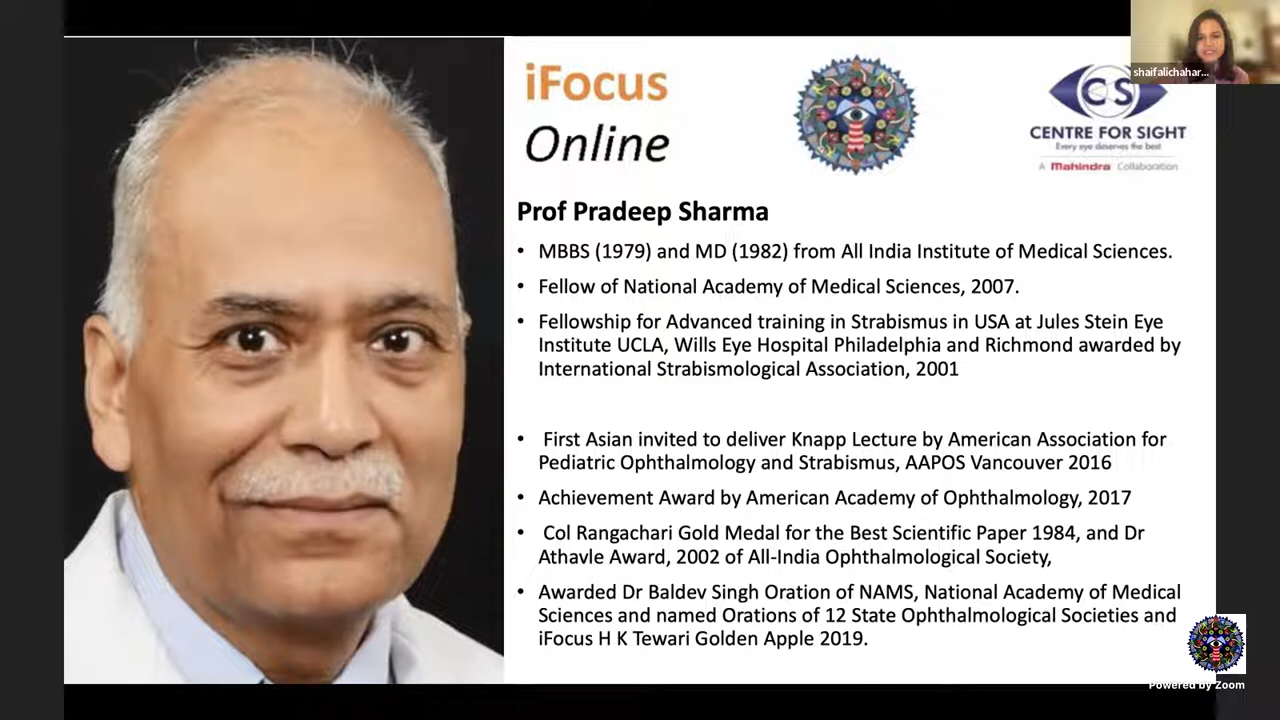 shaifalichahar...
iFocus
Online
CS
CENTRE FOR SIGHT
Every eye deserves the best
A Mahindra Collaboration
Prof Pradeep Sharma
• MBBS (1979) and MD (1982) from All India Institute of Medical Sciences.
• Fellow of National Academy of Medical Sciences, 2007.
• Fellowship for Advanced training in Strabismus in USA at Jules Stein Eye
Institute UCLA, Wills Eye Hospital Philadelphia and Richmond awarded by
International Strabismological Association, 2001
• First Asian invited to deliver Knapp Lecture by American Association for
Pediatric Ophthalmology and Strabismus, AAPOS Vancouver 2016
• Achievement Award by American Academy of Ophthalmology, 2017
• Col Rangachari Gold Medal for the Best Scientific Paper 1984, and Dr
Athavle Award, 2002 of All-India Ophthalmological Society,
• Awarded Dr Baldev Singh Oration of NAMS, National Academy of Medical
Sciences and named Orations of 12 State Ophthalmological Societies and
iFocus H K Tewari Golden Apple 2019.
Powered by Zoom